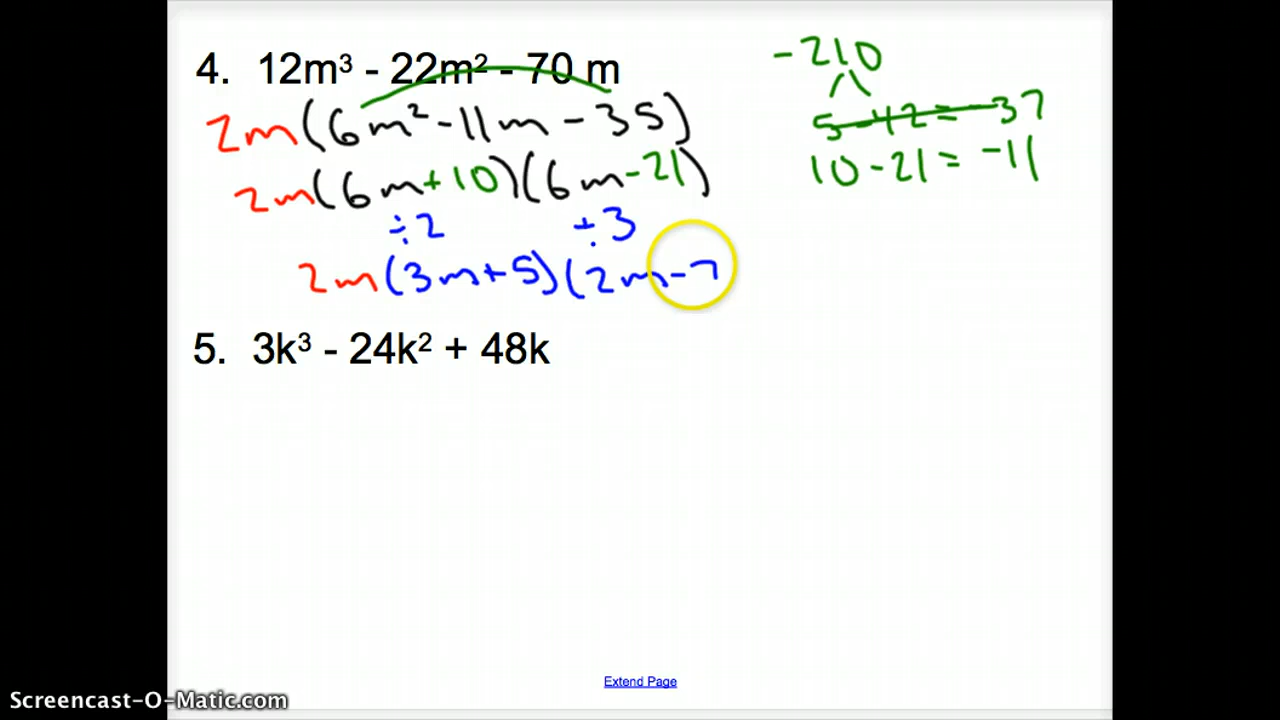 4. 12m³ - 22m² - 70 m
2m(6m²-11m-35)
2m(6m+10)(6m-21)
÷2 ÷3
2m(3m+5)(2m-7
-210
5-42=-37
10-21=-11
5. 3k³ - 24k² + 48k
Extend Page
Screencast-O-Matic.com